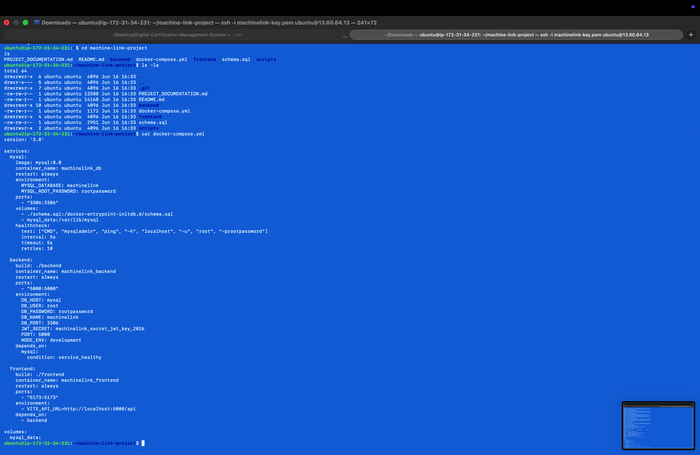 Downloads — ubuntu@ip-172-31-34-231: ~/machine-link-project — ssh -i machinelink-key.pem ubuntu@13.60.64.13 — 241×72
~/Desktop/Digital-Certification-Management-System — -zsh
... ~/Downloads — ubuntu@ip-172-31-34-231: ~/machine-link-project — ssh -i machinelink-key.pem ubuntu@13.60.64.13 +
ubuntu@ip-172-31-34-231:~$ cd machine-link-project
ls
PROJECT_DOCUMENTATION.md README.md backend docker-compose.yml frontend schema.sql scripts
ubuntu@ip-172-31-34-231:~/machine-link-project$ ls -la
total 64
drwxrwxr-x 6 ubuntu ubuntu 4096 Jun 16 16:33 .
drwxr-x--- 5 ubuntu ubuntu 4096 Jun 16 16:33 ..
drwxrwxr-x 7 ubuntu ubuntu 4096 Jun 16 16:33 .git
-rw-rw-r-- 1 ubuntu ubuntu 12508 Jun 16 16:33 PROJECT_DOCUMENTATION.md
-rw-rw-r-- 1 ubuntu ubuntu 14168 Jun 16 16:33 README.md
drwxrwxr-x 10 ubuntu ubuntu 4096 Jun 16 16:33 backend
-rw-rw-r-- 1 ubuntu ubuntu 1172 Jun 16 16:33 docker-compose.yml
drwxrwxr-x 4 ubuntu ubuntu 4096 Jun 16 16:33 frontend
-rw-rw-r-- 1 ubuntu ubuntu 2951 Jun 16 16:33 schema.sql
drwxrwxr-x 2 ubuntu ubuntu 4096 Jun 16 16:33 scripts
ubuntu@ip-172-31-34-231:~/machine-link-project$ cat docker-compose.yml
version: '3.8'
services:
mysql:
image: mysql:8.0
container_name: machinelink_db
restart: always
environment:
MYSQL_DATABASE: machinelink
MYSQL_ROOT_PASSWORD: rootpassword
ports:
- "3306:3306"
volumes:
- ./schema.sql:/docker-entrypoint-initdb.d/schema.sql
- mysql_data:/var/lib/mysql
healthcheck:
test: ["CMD", "mysqladmin", "ping", "-h", "localhost", "-u", "root", "-prootpassword"]
interval: 5s
timeout: 5s
retries: 10
backend:
build: ./backend
container_name: machinelink_backend
restart: always
ports:
- "5000:5000"
environment:
DB_HOST: mysql
DB_USER: root
DB_PASSWORD: rootpassword
DB_NAME: machinelink
DB_PORT: 3306
JWT_SECRET: machinelink_secret_jwt_key_2026
PORT: 5000
NODE_ENV: development
depends_on:
mysql:
condition: service_healthy
frontend:
build: ./frontend
container_name: machinelink_frontend
restart: always
ports:
- "5173:5173"
environment:
- VITE_API_URL=http://localhost:5000/api
depends_on:
- backend
volumes:
mysql_data:
ubuntu@ip-172-31-34-231:~/machine-link-project$